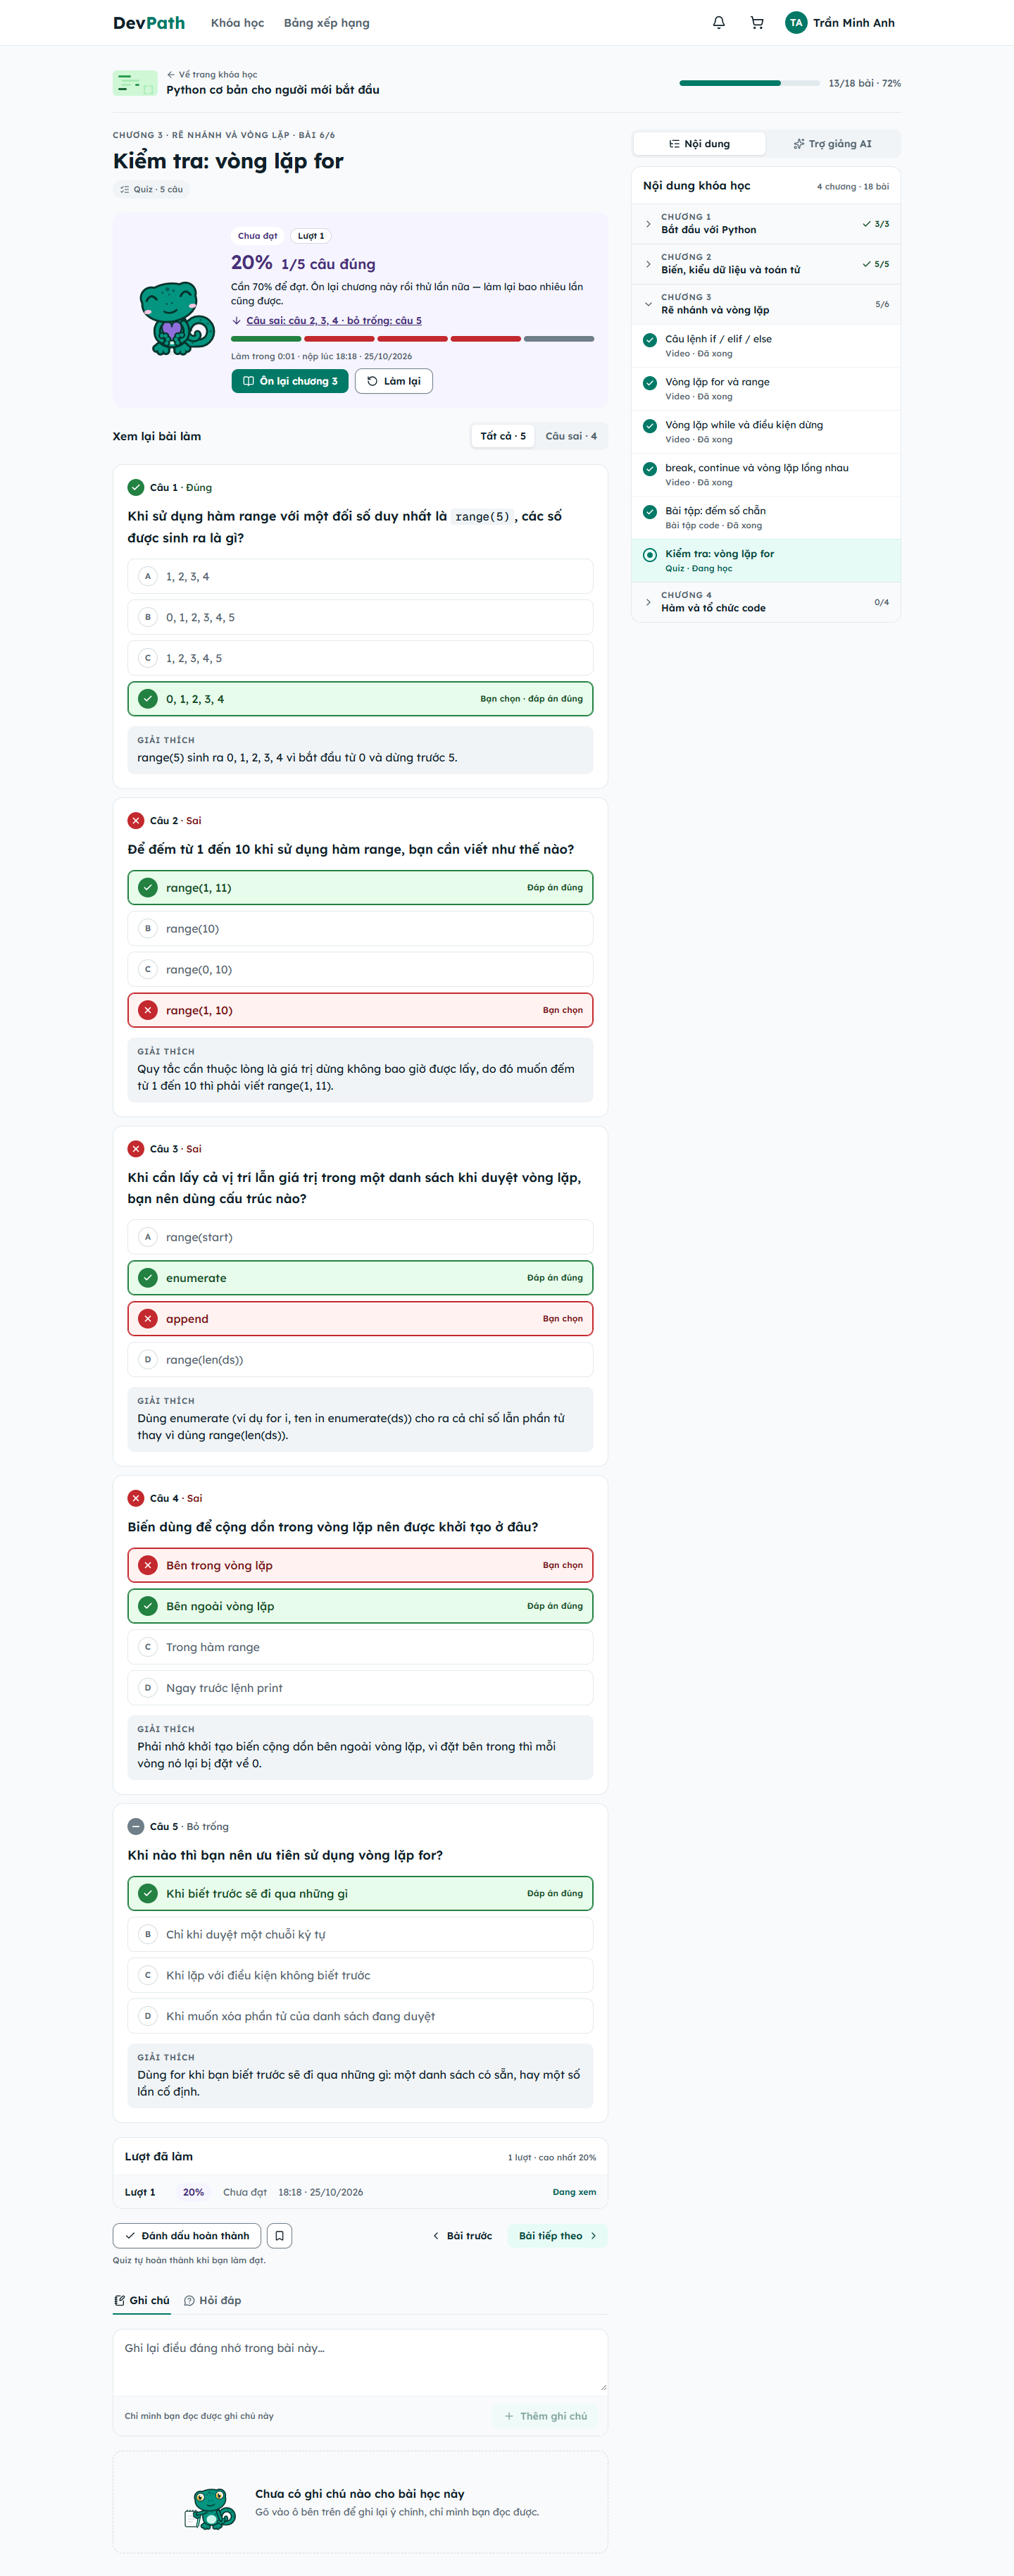 DevPath
Khóa học
Bảng xếp hạng
TA
Trần Minh Anh
Về trang khóa học
Python cơ bản cho người mới bắt đầu
13/18 bài · 72%
CHƯƠNG 3 · RẼ NHÁNH VÀ VÒNG LẶP · BÀI 6/6
Kiểm tra: vòng lặp for
Quiz · 5 câu
Chưa đạt
Lượt 1
20% 1/5 câu đúng
Cần 70% để đạt. Ôn lại chương này rồi thử lần nữa — làm lại bao nhiêu lần
cũng được.
Câu sai: câu 2, 3, 4 · bỏ trống: câu 5
Làm trong 0:01 · nộp lúc 18:18 · 25/10/2026
Ôn lại chương 3
Làm lại
Nội dung
Trợ giảng AI
Nội dung khóa học
4 chương · 18 bài
CHƯƠNG 1
Bắt đầu với Python
3/3
CHƯƠNG 2
Biến, kiểu dữ liệu và toán tử
5/5
CHƯƠNG 3
Rẽ nhánh và vòng lặp
5/6
Câu lệnh if / elif / else
Video · Đã xong
Vòng lặp for và range
Video · Đã xong
Vòng lặp while và điều kiện dừng
Video · Đã xong
break, continue và vòng lặp lồng nhau
Video · Đã xong
Bài tập: đếm số chẵn
Bài tập code · Đã xong
Kiểm tra: vòng lặp for
Quiz · Đang học
CHƯƠNG 4
Hàm và tổ chức code
0/4
Xem lại bài làm
Tất cả · 5
Câu sai · 4
Câu 1 · Đúng
Khi sử dụng hàm range với một đối số duy nhất là range(5), các số
được sinh ra là gì?
A 1, 2, 3, 4
B 0, 1, 2, 3, 4, 5
C 1, 2, 3, 4, 5
0, 1, 2, 3, 4
Bạn chọn · đáp án đúng
GIẢI THÍCH
range(5) sinh ra 0, 1, 2, 3, 4 vì bắt đầu từ 0 và dừng trước 5.
Câu 2 · Sai
Để đếm từ 1 đến 10 khi sử dụng hàm range, bạn cần viết như thế nào?
range(1, 11)
Đáp án đúng
B range(10)
C range(0, 10)
range(1, 10)
Bạn chọn
GIẢI THÍCH
Quy tắc cần thuộc lòng là giá trị dừng không bao giờ được lấy, do đó muốn đếm
từ 1 đến 10 thì phải viết range(1, 11).
Câu 3 · Sai
Khi cần lấy cả vị trí lẫn giá trị trong một danh sách khi duyệt vòng lặp,
bạn nên dùng cấu trúc nào?
A range(start)
enumerate
Đáp án đúng
append
Bạn chọn
D range(len(ds))
GIẢI THÍCH
Dùng enumerate (ví dụ for i, ten in enumerate(ds)) cho ra cả chỉ số lẫn phần tử
thay vì dùng range(len(ds)).
Câu 4 · Sai
Biến dùng để cộng dồn trong vòng lặp nên được khởi tạo ở đâu?
Bên trong vòng lặp
Bạn chọn
Bên ngoài vòng lặp
Đáp án đúng
C Trong hàm range
D Ngay trước lệnh print
GIẢI THÍCH
Phải nhớ khởi tạo biến cộng dồn bên ngoài vòng lặp, vì đặt bên trong thì mỗi
vòng nó lại bị đặt về 0.
Câu 5 · Bỏ trống
Khi nào thì bạn nên ưu tiên sử dụng vòng lặp for?
Khi biết trước sẽ đi qua những gì
Đáp án đúng
B Chỉ khi duyệt một chuỗi ký tự
C Khi lặp với điều kiện không biết trước
D Khi muốn xóa phần tử của danh sách đang duyệt
GIẢI THÍCH
Dùng for khi bạn biết trước sẽ đi qua những gì: một danh sách có sẵn, hay một số
lần cố định.
Lượt đã làm
1 lượt · cao nhất 20%
Lượt 1
20%
Chưa đạt
18:18 · 25/10/2026
Đang xem
Đánh dấu hoàn thành
Bài trước
Bài tiếp theo
Quiz tự hoàn thành khi bạn làm đạt.
Ghi chú
Hỏi đáp
Ghi lại điều đáng nhớ trong bài này…
Chỉ mình bạn đọc được ghi chú này
Thêm ghi chú
Chưa có ghi chú nào cho bài học này
Gõ vào ô bên trên để ghi lại ý chính, chỉ mình bạn đọc được.